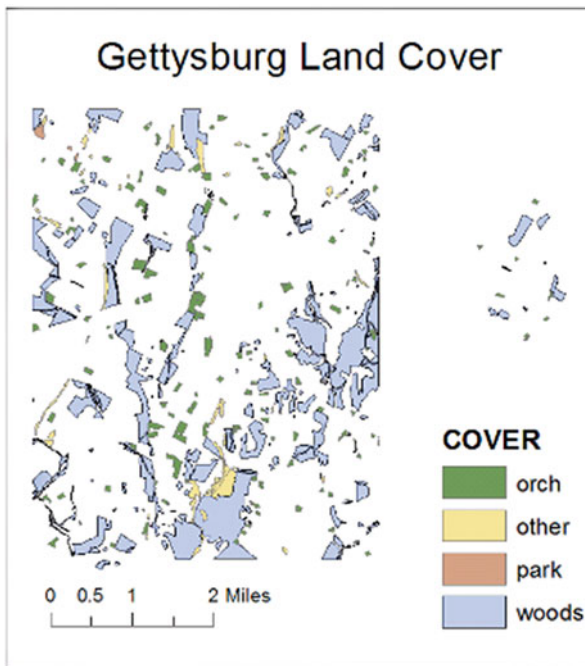 Gettysburg Land Cover
COVER
orch
other
park
woods
0 0.5 1 2 Miles